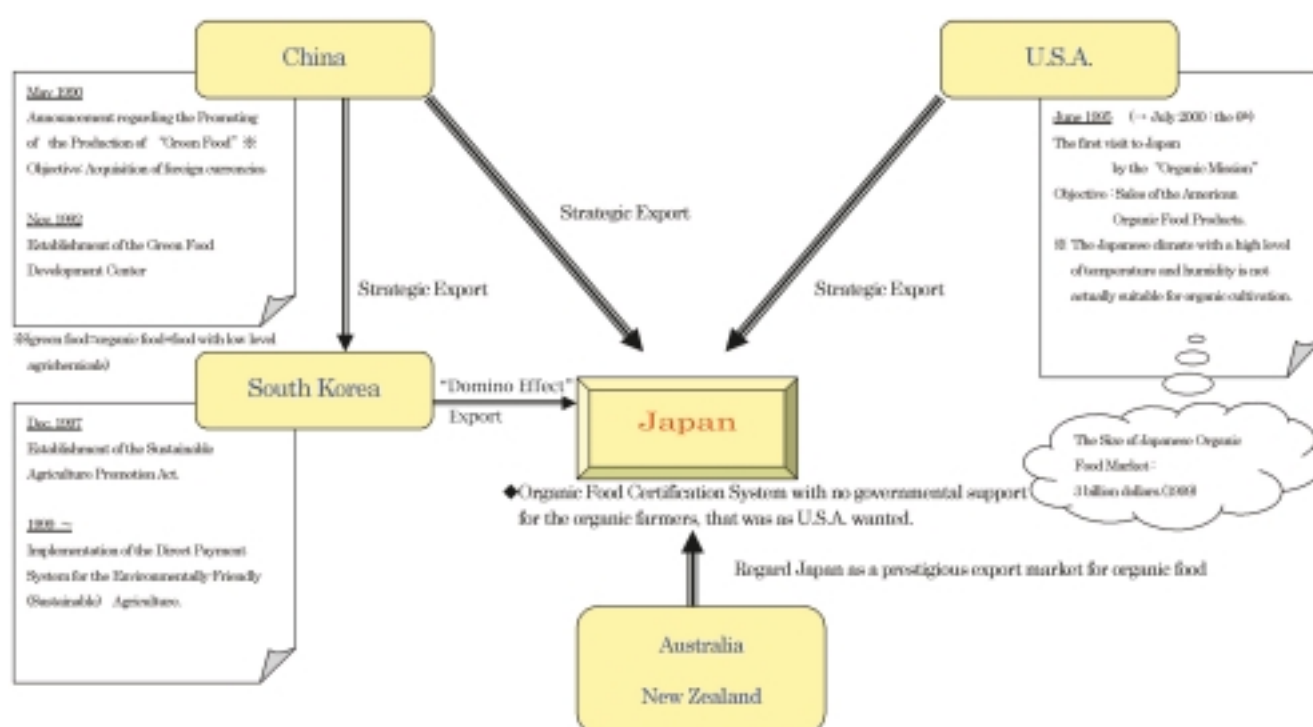 China
May 1990
Announcement regarding the Promoting
of the Production of “Green Food”※
Objective: Acquisition of foreign currencies
Nov. 1992
Establishment of the Green Food
Development Center
※(green food=organic food+food with low level
agrichemicals)
U.S.A.
June 1995 (→ July 2000 : the 6th)
The first visit to Japan
by the “Organic Mission”
Objective : Sales of the American
Organic Food Products.
※ The Japanese climate with a high level
of temperature and humidity is not
actually suitable for organic cultivation.
Strategic Export
Strategic Export
Strategic Export
South Korea
“Domino Effect”
Export
Japan
Dec. 1997
Establishment of the Sustainable
Agriculture Promotion Act.
1999 ~
Implementation of the Direct Payment
System for the Environmentally-Friendly
(Sustainable) Agriculture.
The Size of Japanese Organic
Food Market :
3 billion dollars (1999)
◆Organic Food Certification System with no governmental support
for the organic farmers, that was as U.S.A. wanted.
Regard Japan as a prestigious export market for organic food
Australia
New Zealand